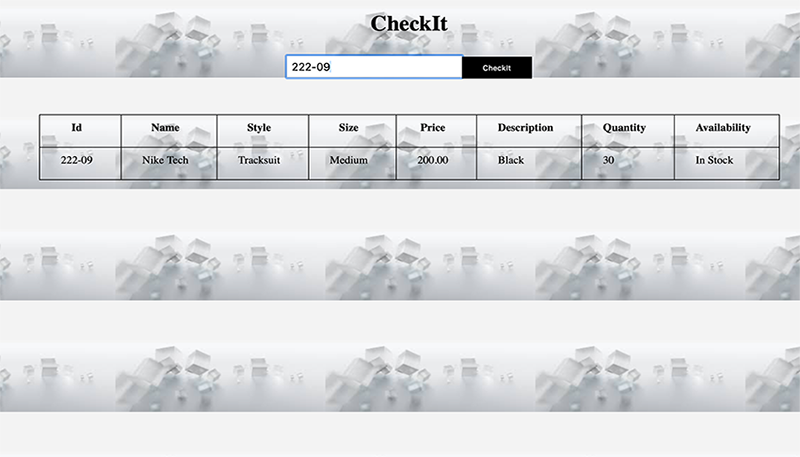 CheckIt
222-09 CheckIt
Id Name Style Size Price Description Quantity Availability
222-09 Nike Tech Tracksuit Medium 200.00 Black 30 In Stock